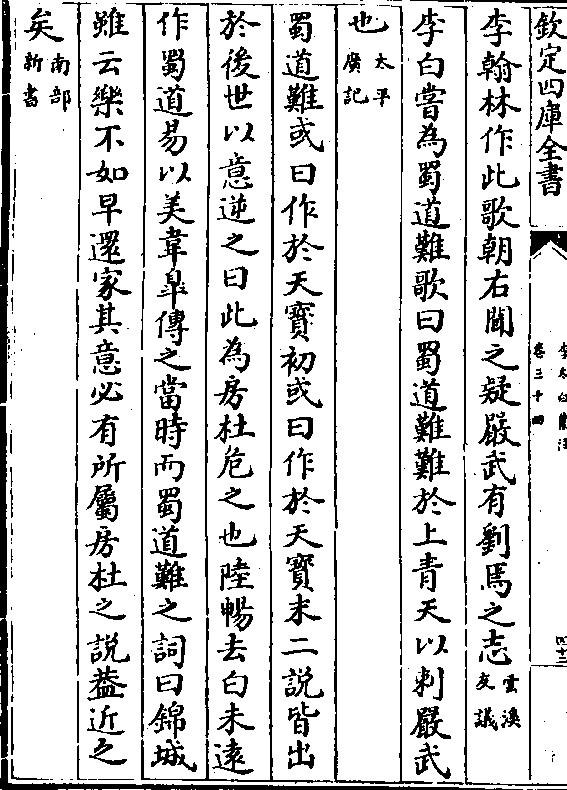 欽定四庫全書
李太白集注
卷三十四
四十三
李翰林作此歌朝右聞之疑嚴武有劉焉之志雲溪友議
李白嘗為蜀道難歌曰蜀道難難於上青天以刺嚴武
也太平廣記
蜀道難或曰作於天寳初或曰作於天寳末二說皆出
於後世以意逆之曰此為房杜危之也陸暢去白未遠
作蜀道易以美韋臯傳之當時而蜀道難之詞曰錦城
雖云樂不如早還家其意必有所屬房杜之說葢近之
矣南部新書